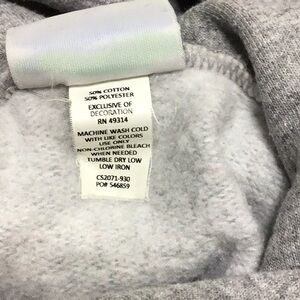 50% COTTON
50% POLYESTER
EXCLUSIVE OF
DECORATION
RN 49314
MACHINE WASH COLD
WITH LIKE COLORS
USE ONLY
NON-CHLORINE BLEACH
WHEN NEEDED
TUMBLE DRY LOW
LOW IRON
CS2071-930
PO# 546859